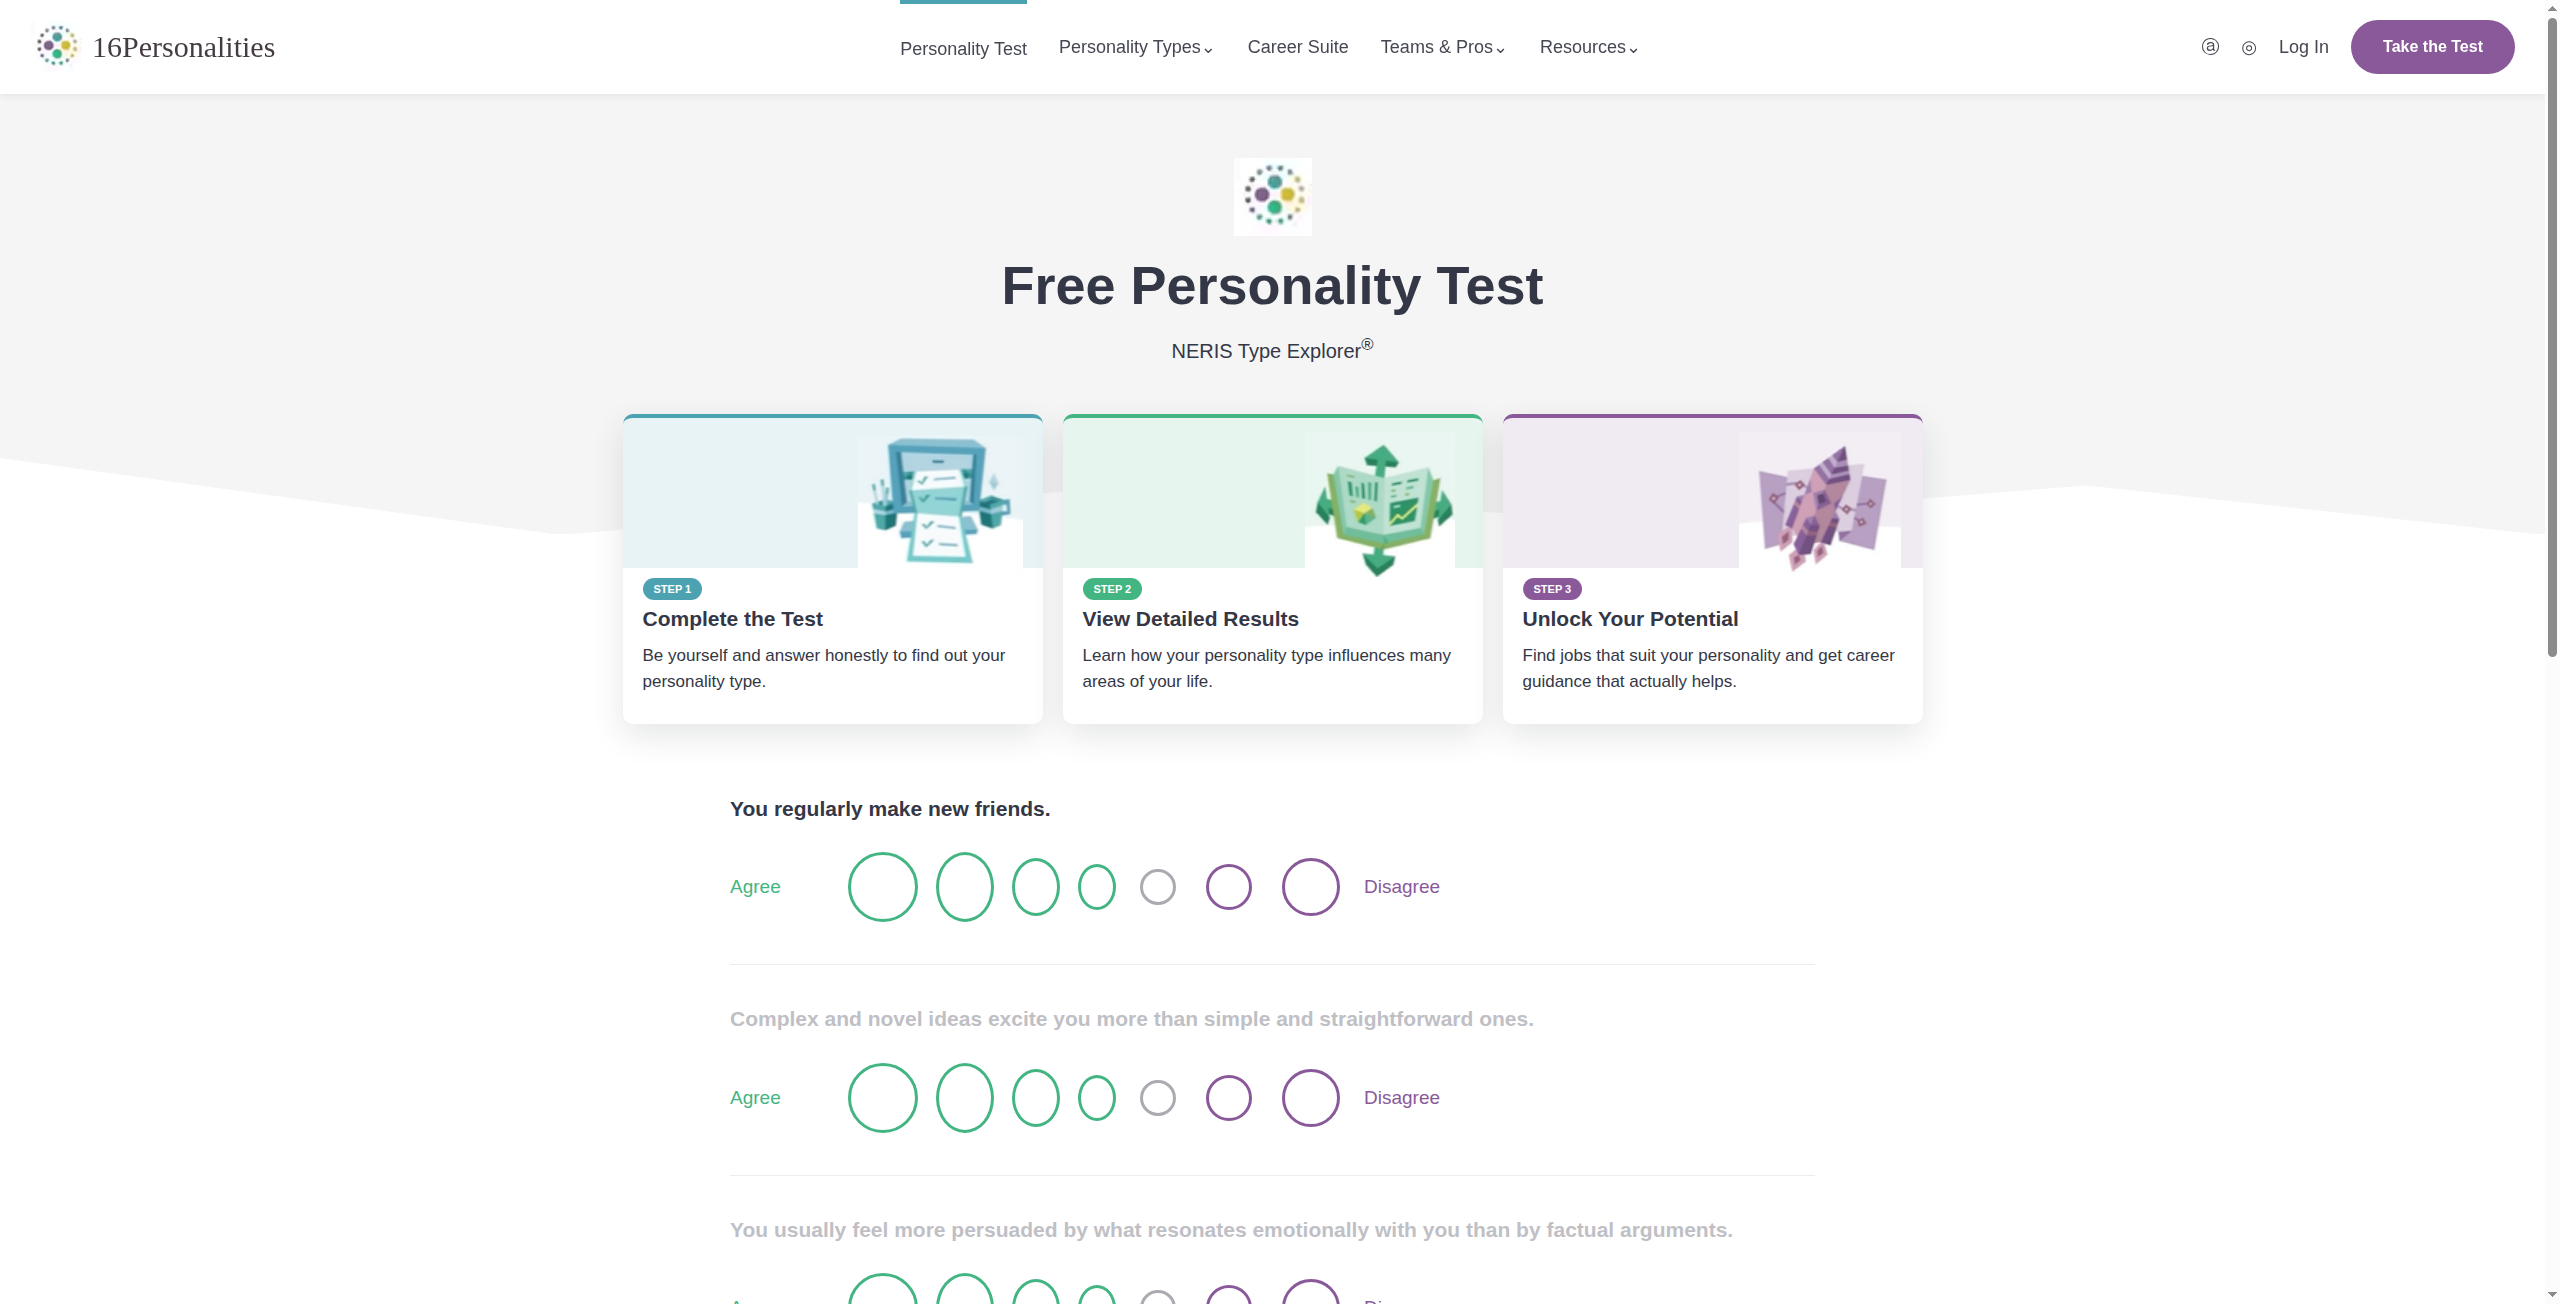 16Personalities
Personality Test
Personality Types
Career Suite
Teams & Pros
Resources
Log In
Take the Test
Free Personality Test
NERIS Type Explorer®
STEP 1
Complete the Test
Be yourself and answer honestly to find out your
personality type.
STEP 2
View Detailed Results
Learn how your personality type influences many
areas of your life.
STEP 3
Unlock Your Potential
Find jobs that suit your personality and get career
guidance that actually helps.
You regularly make new friends.
Agree
Disagree
Complex and novel ideas excite you more than simple and straightforward ones.
Agree
Disagree
You usually feel more persuaded by what resonates emotionally with you than by factual arguments.